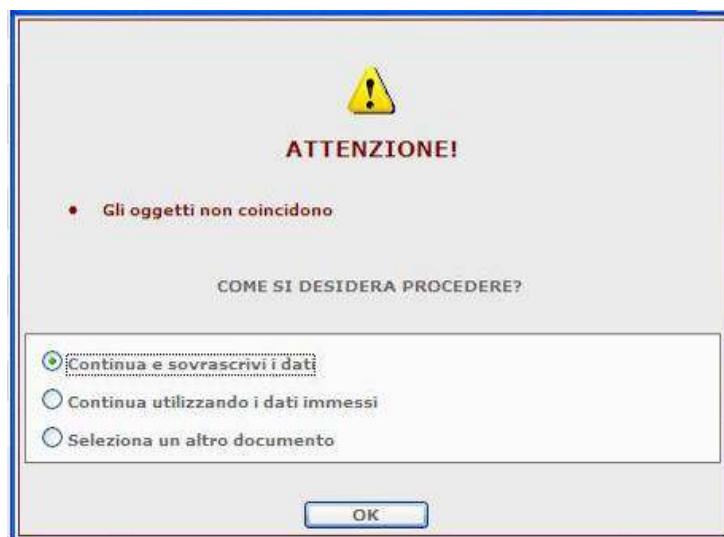 ATTENZIONE!
Gli oggetti non coincidono
COME SI DESIDERA PROCEDERE?
Continua e sovrascrivi i dati
Continua utilizzando i dati immessi
Seleziona un altro documento
OK